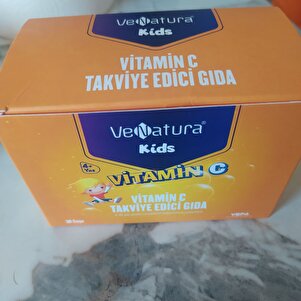 VeNatura®
Kids
VİTAMİN C
TAKVİYE EDİCİ GIDA
VeNatura®
Kids
4+
Yaş
VİTAMİN C
VİTAMİN C
TAKVİYE EDİCİ GIDA